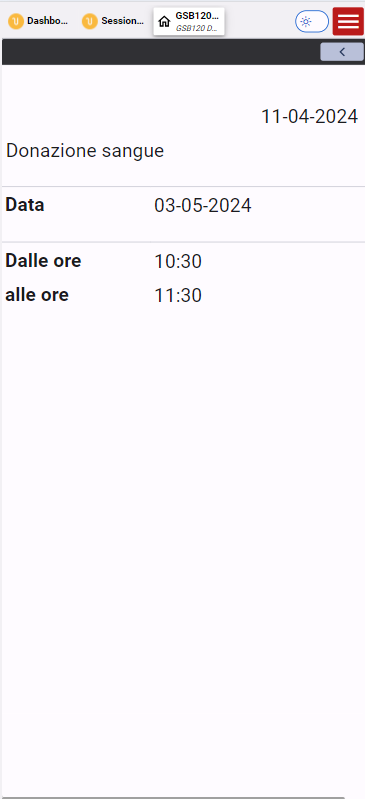 Dashbo...
Session...
GSB120...
GSB120 D...
11-04-2024
Donazione sangue
Data 03-05-2024
Dalle ore 10:30
alle ore 11:30